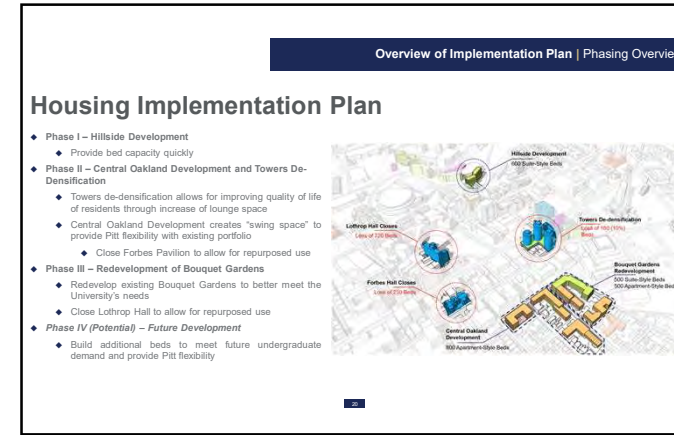 Overview of Implementation Plan | Phasing Overvie
Housing Implementation Plan
◆ Phase I – Hillside Development
◆ Provide bed capacity quickly
◆ Phase II – Central Oakland Development and Towers De-
Densification
◆ Towers de-densification allows for improving quality of life
of residents through increase of lounge space
◆ Central Oakland Development creates “swing space” to
provide Pitt flexibility with existing portfolio
◆ Close Forbes Pavilion to allow for repurposed use
◆ Phase III – Redevelopment of Bouquet Gardens
◆ Redevelop existing Bouquet Gardens to better meet the
University’s needs
◆ Close Lothrop Hall to allow for repurposed use
◆ Phase IV (Potential) – Future Development
◆ Build additional beds to meet future undergraduate
demand and provide Pitt flexibility
Hillside Development
600 Suite-Style Beds
Lothrop Hall Closes
Loss of 720 Beds
Towers De-densification
Loss of 190 (10%)
Beds
Forbes Hall Closes
Loss of 230 Beds
Bouquet Gardens
Redevelopment
500 Suite-Style Beds
500 Apartment-Style Beds
Central Oakland
Development
800 Apartment-Style Beds
20